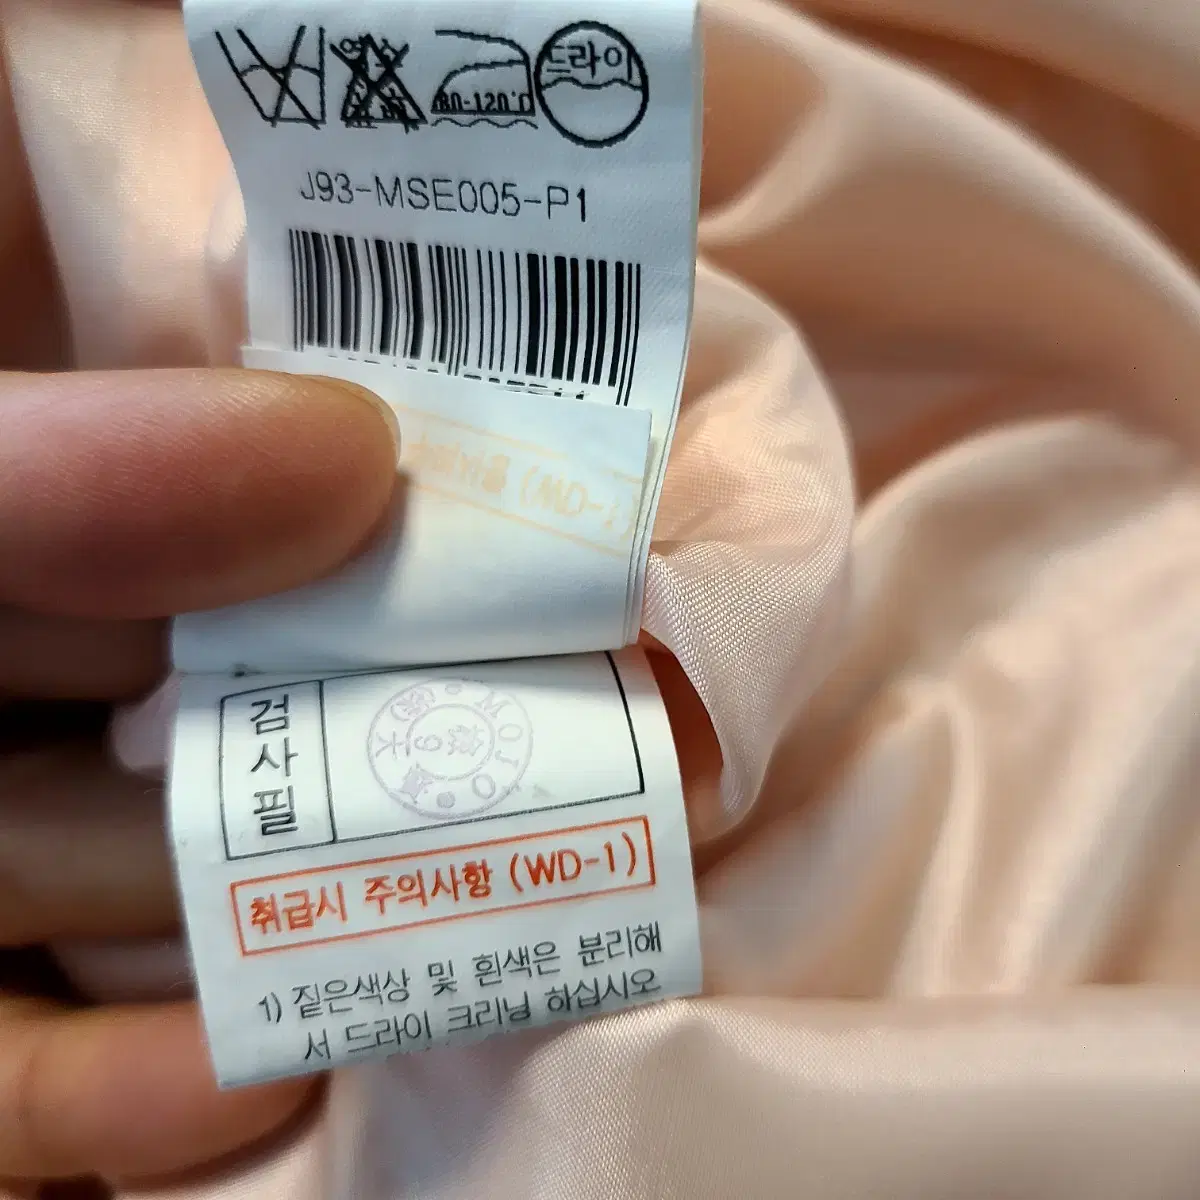 드라이
80-120℃
J93-MSE005-P1
(WD-1)
검
사
필
MOJO
9
취급시 주의사항 (WD-1)
1) 짙은색상 및 흰색은 분리해
서 드라이 크리닝 하십시오